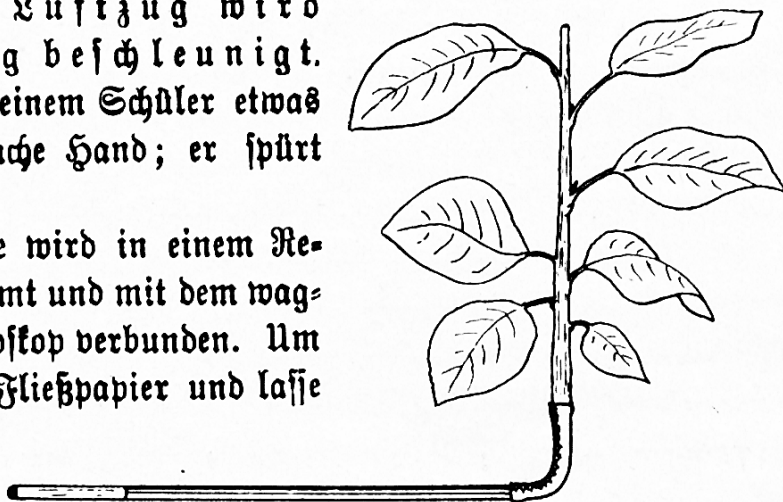 Luftzug wird
g beschleunigt.
einem Schüler etwas
che Hand; er spürt
e wird in einem Re-
mt und mit dem wag-
oskop verbunden. Um
Fließpapier und lasse